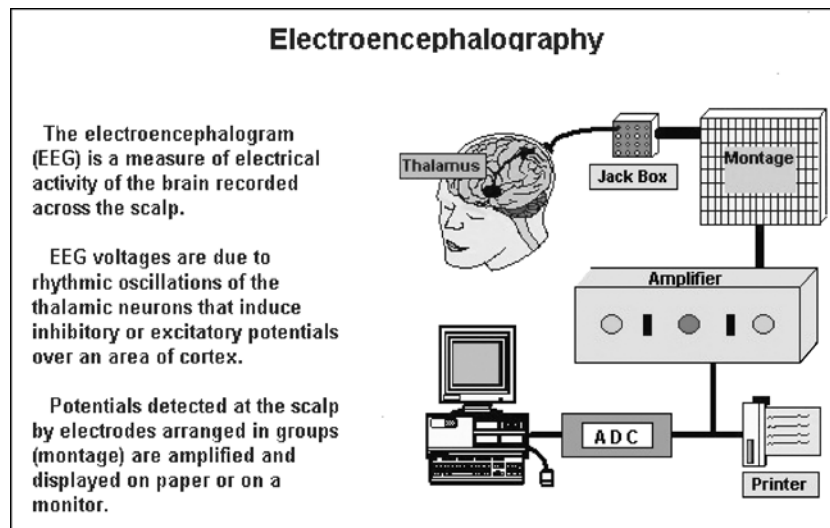 Electroencephalography
The electroencephalogram
(EEG) is a measure of electrical
activity of the brain recorded
across the scalp.
EEG voltages are due to
rhythmic oscillations of the
thalamic neurons that induce
inhibitory or excitatory potentials
over an area of cortex.
Potentials detected at the scalp
by electrodes arranged in groups
(montage) are amplified and
displayed on paper or on a
monitor.
Thalamus
Jack Box
Montage
Amplifier
ADC
Printer